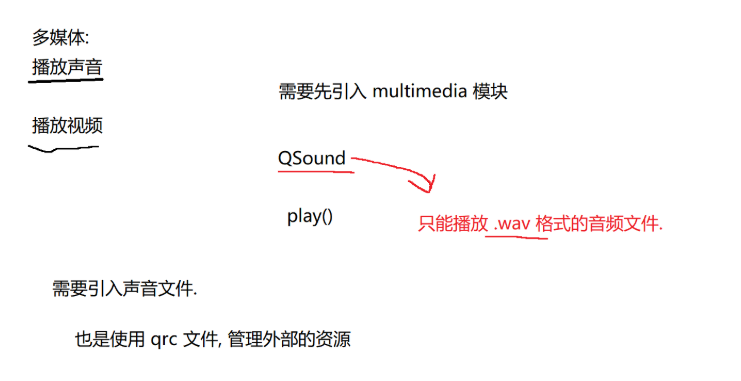 多媒体:
播放声音
需要先引入 multimedia 模块
播放视频
QSound
play()
只能播放 .wav 格式的音频文件.
需要引入声音文件.
也是使用 qrc 文件, 管理外部的资源